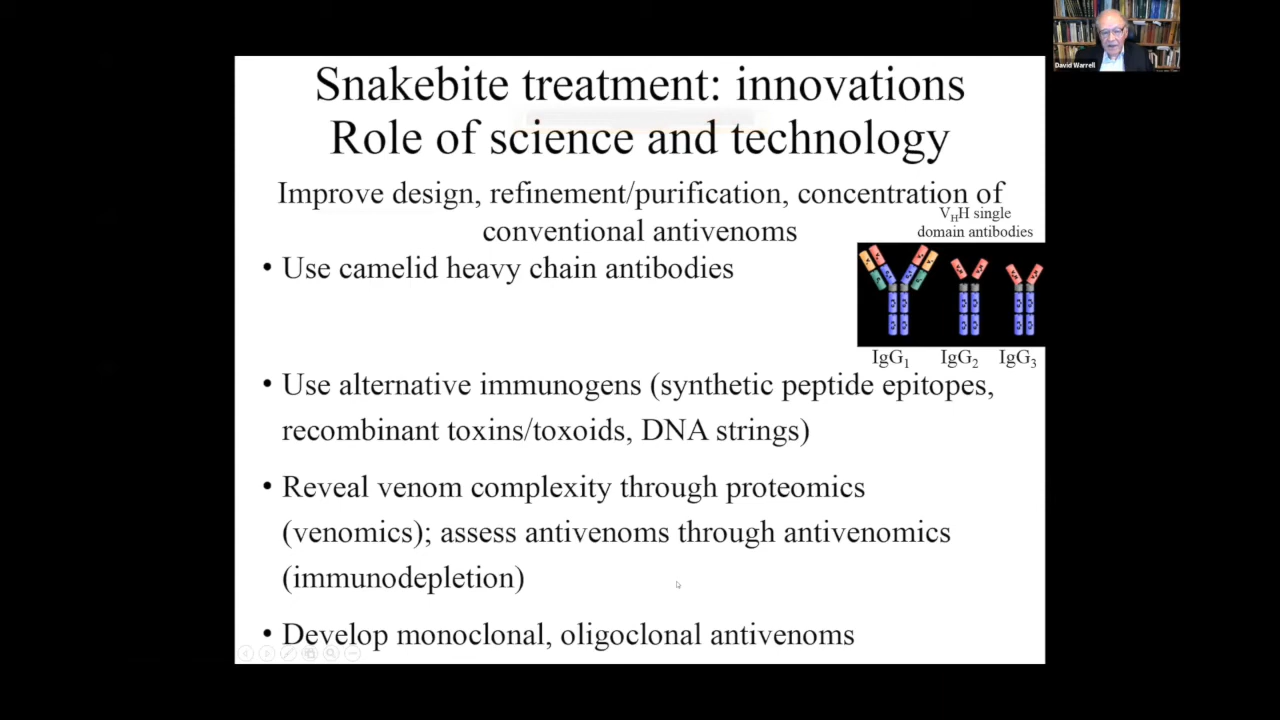 David Warrell
Snakebite treatment: innovations
Role of science and technology
Improve design, refinement/purification, concentration of
conventional antivenoms
VHH single
domain antibodies
• Use camelid heavy chain antibodies
IgG1 IgG2 IgG3
• Use alternative immunogens (synthetic peptide epitopes,
recombinant toxins/toxoids, DNA strings)
• Reveal venom complexity through proteomics
(venomics); assess antivenoms through antivenomics
(immunodepletion)
• Develop monoclonal, oligoclonal antivenoms